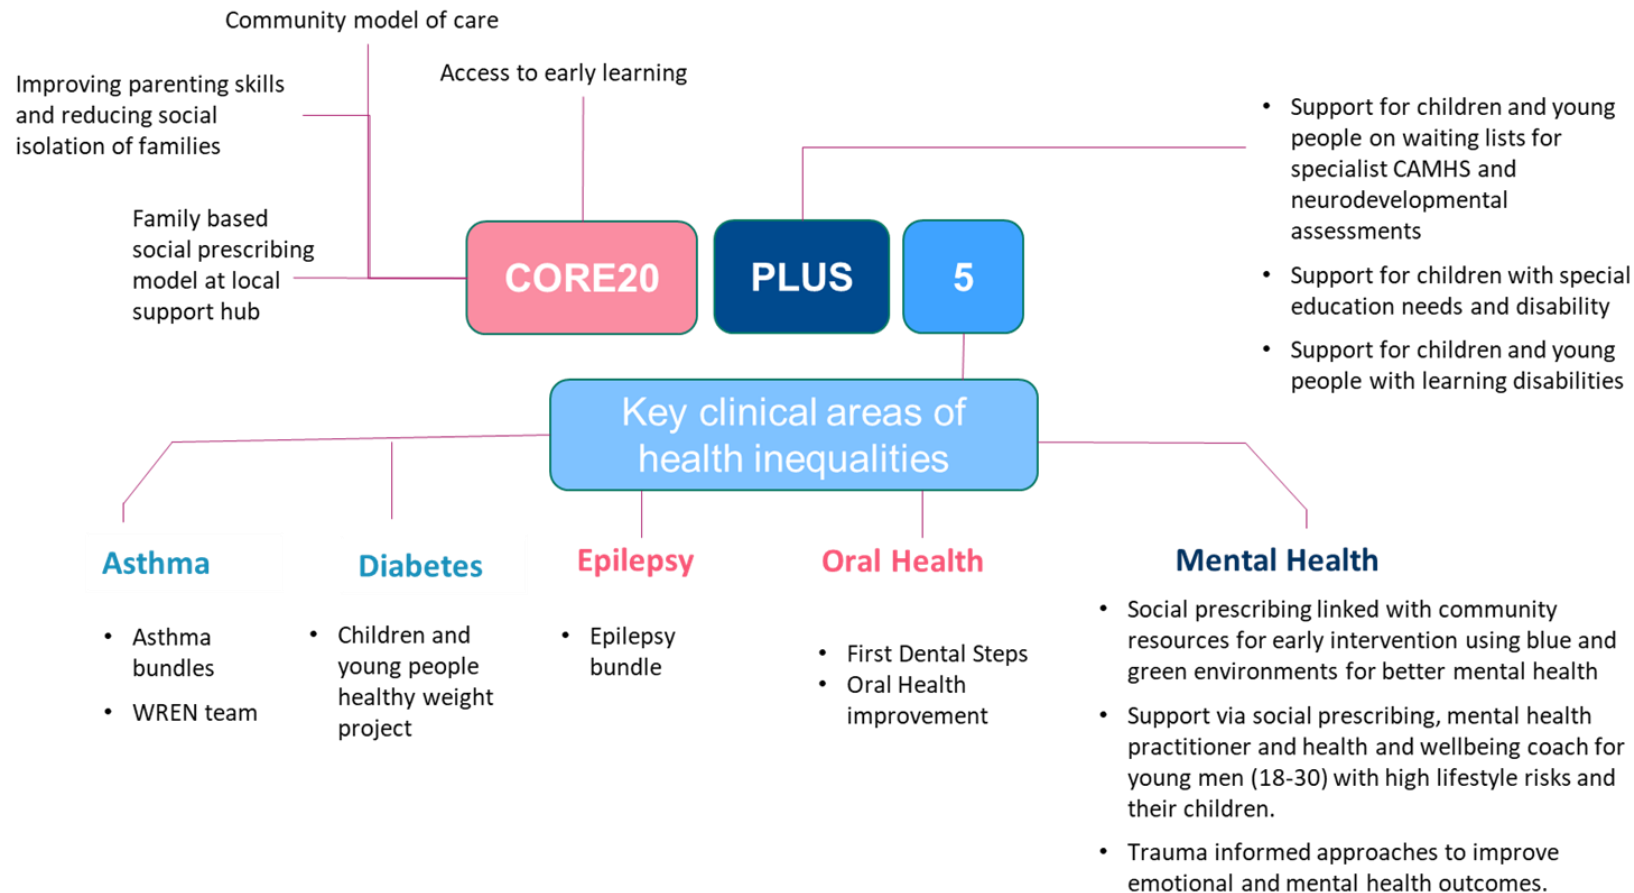 Community model of care
Access to early learning
Improving parenting skills
and reducing social
isolation of families
Family based
social prescribing
model at local
support hub
• Support for children and young
people on waiting lists for
specialist CAMHS and
neurodevelopmental
assessments
• Support for children with special
education needs and disability
• Support for children and young
people with learning disabilities
CORE20
PLUS
5
Key clinical areas of
health inequalities
Asthma
• Asthma
bundles
• WREN team
Diabetes
• Children and
young people
healthy weight
project
Epilepsy
• Epilepsy
bundle
Oral Health
• First Dental Steps
• Oral Health
improvement
Mental Health
• Social prescribing linked with community
resources for early intervention using blue and
green environments for better mental health
• Support via social prescribing, mental health
practitioner and health and wellbeing coach for
young men (18-30) with high lifestyle risks and
their children.
• Trauma informed approaches to improve
emotional and mental health outcomes.